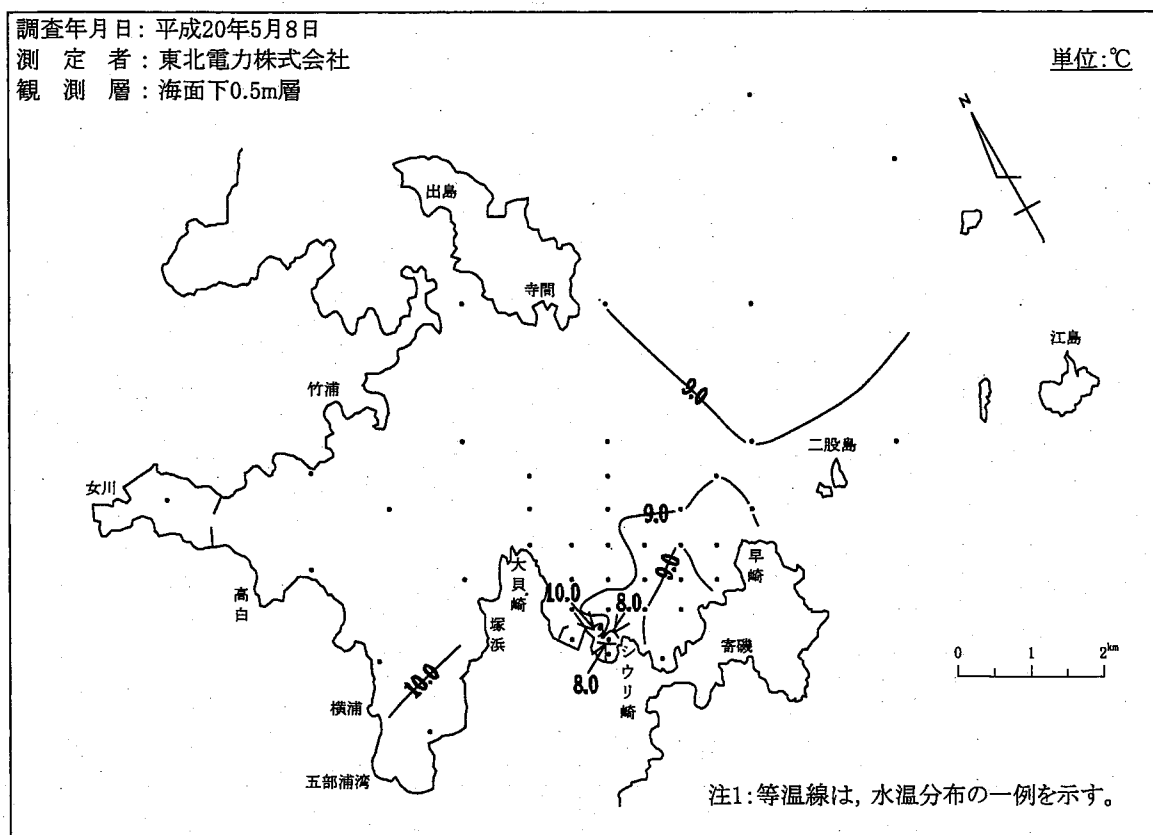 調査年月日：平成20年5月8日
測　定　者：東北電力株式会社
観　測　層：海面下0.5m層
単位：℃
N
出島
寺間
江島
9.0
竹浦
二股島
女川
9.0
大貝崎
早崎
9.0
10.0
8.0
高白
塚浜
寄磯
シウリ崎
0 1 2km
10.0
8.0
横浦
五部浦湾
注1：等温線は，水温分布の一例を示す。